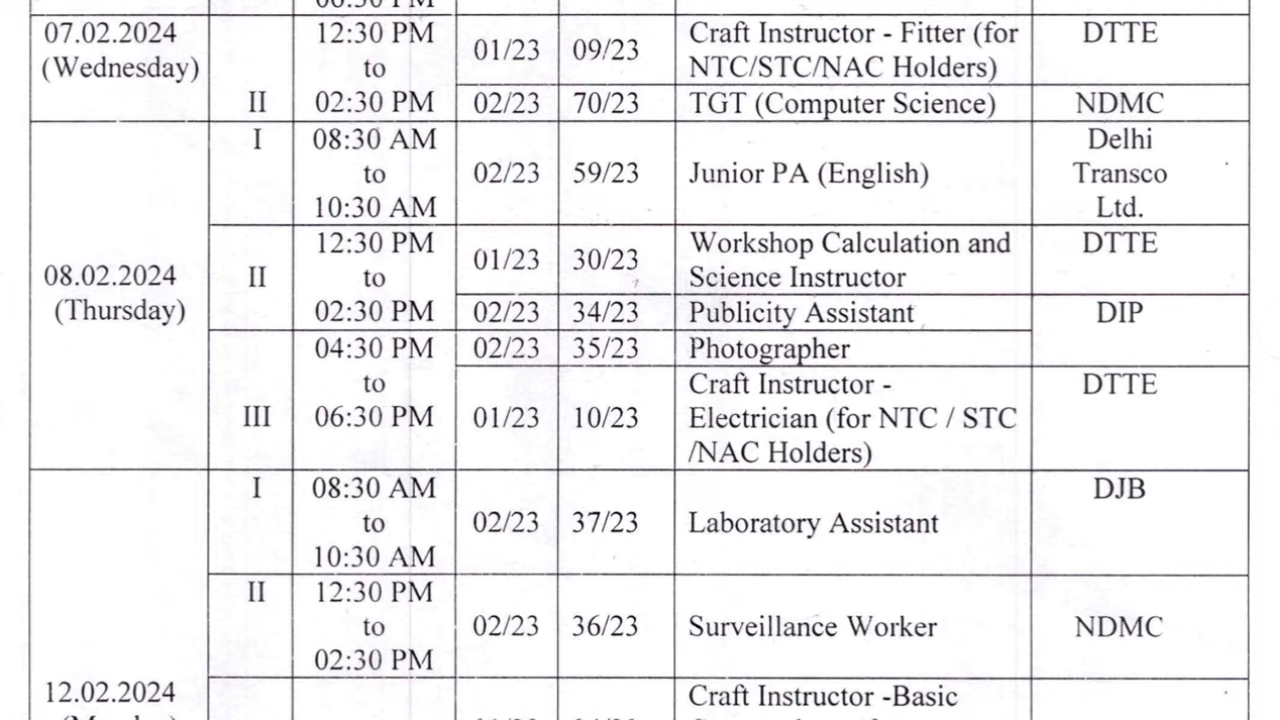 06:30 PM
07.02.2024
(Wednesday)
II
12:30 PM
to
02:30 PM
01/23 09/23 Craft Instructor - Fitter (for
NTC/STC/NAC Holders)
DTTE
02/23 70/23 TGT (Computer Science) NDMC
08.02.2024
(Thursday)
I
08:30 AM
to
10:30 AM
02/23 59/23 Junior PA (English)
Delhi
Transco
Ltd.
II
12:30 PM
to
02:30 PM
01/23 30/23 Workshop Calculation and
Science Instructor
DTTE
02/23 34/23 Publicity Assistant DIP
III
04:30 PM
to
06:30 PM
02/23 35/23 Photographer
01/23 10/23 Craft Instructor -
Electrician (for NTC / STC
/NAC Holders)
DTTE
I
08:30 AM
to
10:30 AM
02/23 37/23 Laboratory Assistant DJB
II
12:30 PM
to
02:30 PM
02/23 36/23 Surveillance Worker NDMC
12.02.2024
Craft Instructor -Basic